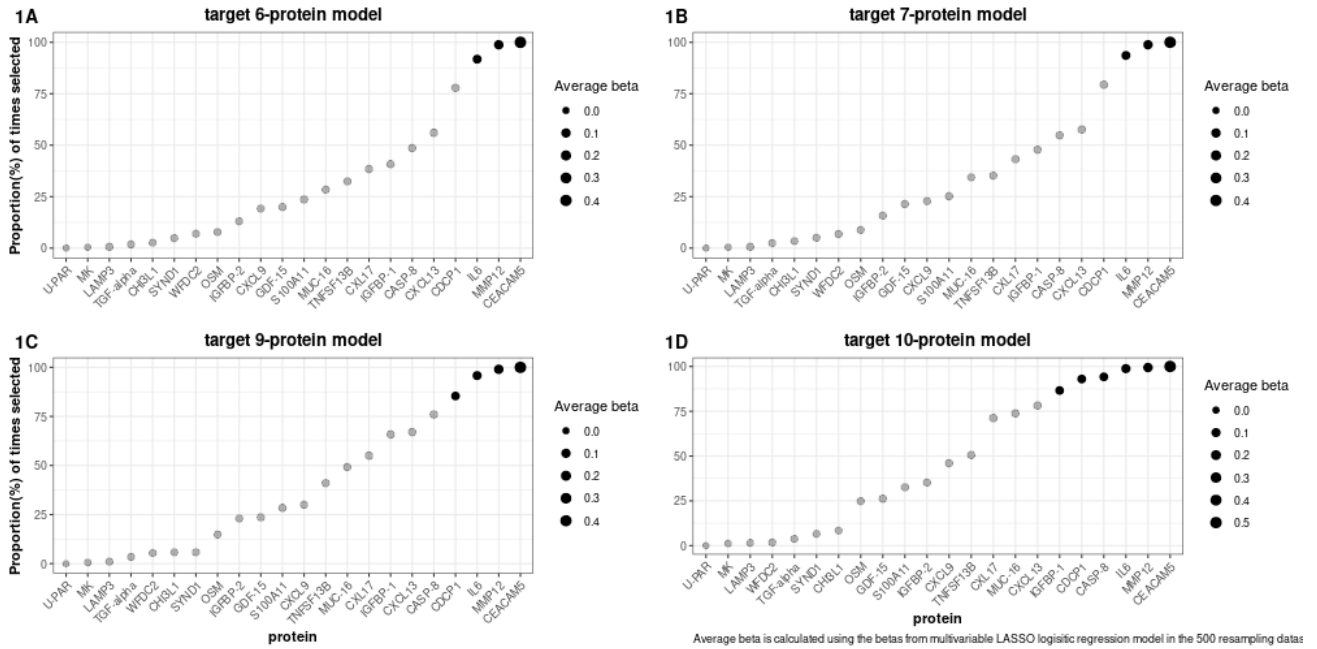 1A
target 6-protein model
Proportion(%) of times selected
100
75
50
25
0
U-PAR
MK
LAMP3
TGF-alpha
CHI3L1
SYND1
WFDC2
OSM
IGFBP-2
CXCL9
GDF-15
S100A11
MUC-16
TNFSF13B
CXL17
IGFBP-1
CASP-8
CXCL13
CDCP1
IL6
MMP12
CEACAM5
Average beta
0.0
0.1
0.2
0.3
0.4
1B
target 7-protein model
100
75
50
25
0
U-PAR
MK
LAMP3
TGF-alpha
CHI3L1
SYND1
WFDC2
OSM
IGFBP-2
GDF-15
CXCL9
S100A11
MUC-16
TNFSF13B
CXL17
IGFBP-1
CASP-8
CXCL13
CDCP1
IL6
MMP12
CEACAM5
Average beta
0.0
0.1
0.2
0.3
0.4
1C
target 9-protein model
Proportion(%) of times selected
100
75
50
25
0
U-PAR
MK
LAMP3
TGF-alpha
WFDC2
CHI3L1
SYND1
OSM
IGFBP-2
GDF-15
S100A11
CXCL9
TNFSF13B
MUC-16
CXL17
IGFBP-1
CXCL13
CASP-8
CDCP1
IL6
MMP12
CEACAM5
protein
Average beta
0.0
0.1
0.2
0.3
0.4
1D
target 10-protein model
100
75
50
25
0
U-PAR
MK
LAMP3
WFDC2
TGF-alpha
SYND1
CHI3L1
OSM
GDF-15
S100A11
IGFBP-2
CXCL9
TNFSF13B
CXL17
MUC-16
CXCL13
IGFBP-1
CDCP1
CASP-8
IL6
MMP12
CEACAM5
protein
Average beta
0.0
0.1
0.2
0.3
0.4
0.5
Average beta is calculated using the betas from multivariable LASSO logisitic regression model in the 500 resampling datas